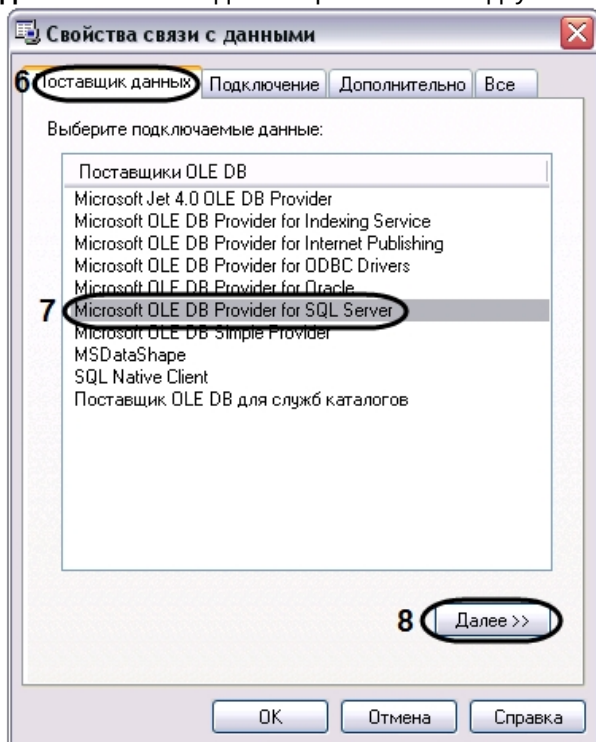 Свойства связи с данными
6 Поставщик данных Подключение Дополнительно Все
Выберите подключаемые данные:
Поставщики OLE DB
Microsoft Jet 4.0 OLE DB Provider
Microsoft OLE DB Provider for Indexing Service
Microsoft OLE DB Provider for Internet Publishing
Microsoft OLE DB Provider for ODBC Drivers
Microsoft OLE DB Provider for Oracle
7 Microsoft OLE DB Provider for SQL Server
Microsoft OLE DB Simple Provider
MSDataShape
SQL Native Client
Поставщик OLE DB для служб каталогов
8 Далее >>
OK Отмена Справка